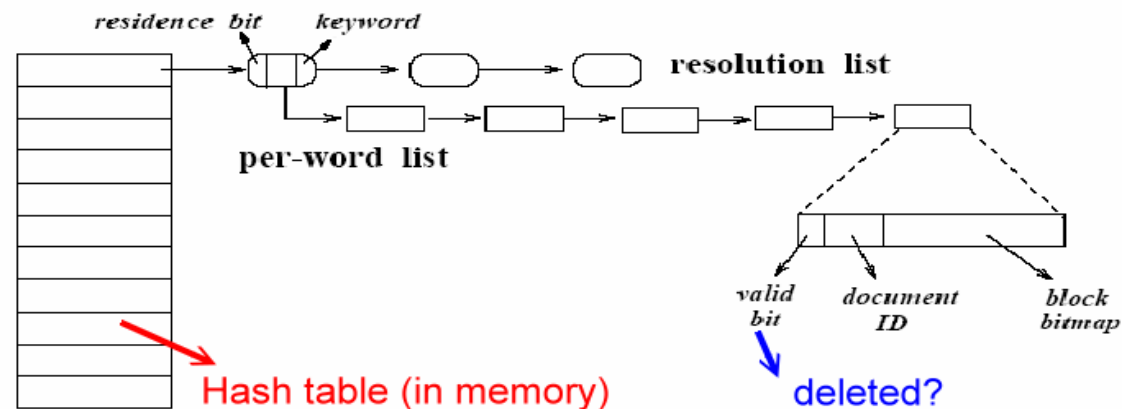 residence bit
keyword
resolution list
per-word list
valid
bit
document
ID
block
bitmap
Hash table (in memory)
deleted?